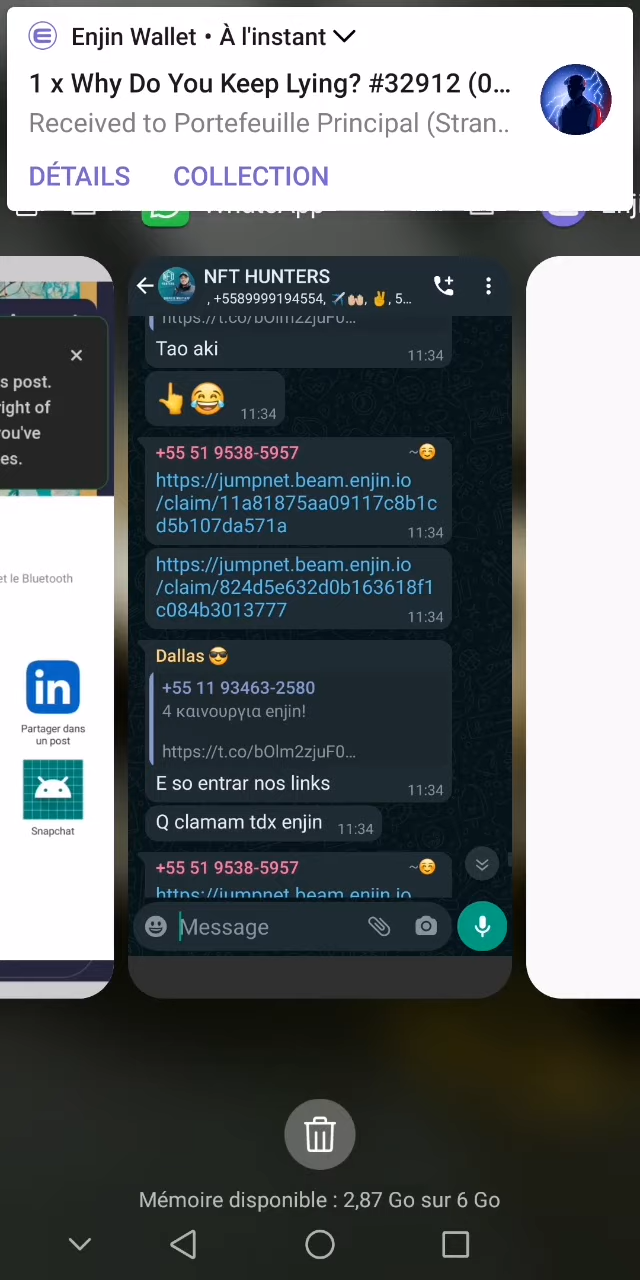 Enjin Wallet • À l'instant
1 x Why Do You Keep Lying? #32912 (0...
Received to Portefeuille Principal (Stran..
DÉTAILS COLLECTION
WhatsApp
Enji
NFT HUNTERS
, +5589999194554, ✈️🙌🏼, ✌️, 5...
https://t.co/bOlm2zjuF0...
Tao aki
11:34
👆😂
11:34
+55 51 9538-5957
~☺️
https://jumpnet.beam.enjin.io
/claim/11a81875aa09117c8b1c
d5b107da571a
11:34
https://jumpnet.beam.enjin.io
/claim/824d5e632d0b163618f1
c084b3013777
11:34
Dallas 😎
+55 11 93463-2580
4 καινουργια enjin!
https://t.co/bOlm2zjuF0...
E so entrar nos links
11:34
Q clamam tdx enjin
11:34
+55 51 9538-5957
~☺️
https://jumpnet.beam.enjin.io
Message
s post.
ight of
ou've
es.
et le Bluetooth
in
Partager dans
un post
Snapchat
Mémoire disponible : 2,87 Go sur 6 Go